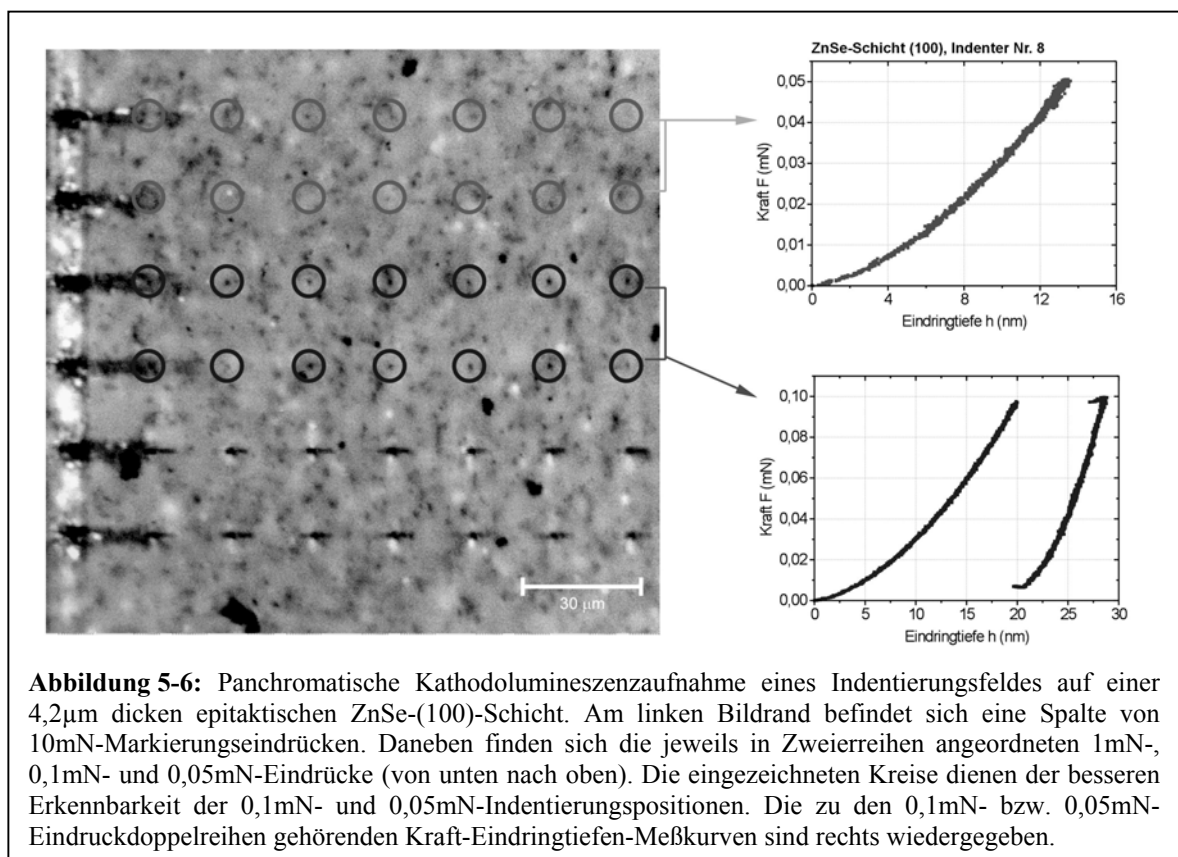 ZnSe-Schicht (100), Indenter Nr. 8
0,05
0,04
0,03
0,02
0,01
0,00
Kraft F (mN)
0 4 8 12 16
Eindringtiefe h (nm)
0,10
0,08
0,06
0,04
0,02
0,00
Kraft F (mN)
0 5 10 15 20 25 30
Eindringtiefe h (nm)
30 µm
Abbildung 5-6: Panchromatische Kathodolumineszenzaufnahme eines Indentierungsfeldes auf einer
4,2µm dicken epitaktischen ZnSe-(100)-Schicht. Am linken Bildrand befindet sich eine Spalte von
10mN-Markierungseindrücken. Daneben finden sich die jeweils in Zweierreihen angeordneten 1mN-,
0,1mN- und 0,05mN-Eindrücke (von unten nach oben). Die eingezeichneten Kreise dienen der besseren
Erkennbarkeit der 0,1mN- und 0,05mN-Indentierungspositionen. Die zu den 0,1mN- bzw. 0,05mN-
Eindruckdoppelreihen gehörenden Kraft-Eindringtiefen-Meßkurven sind rechts wiedergegeben.